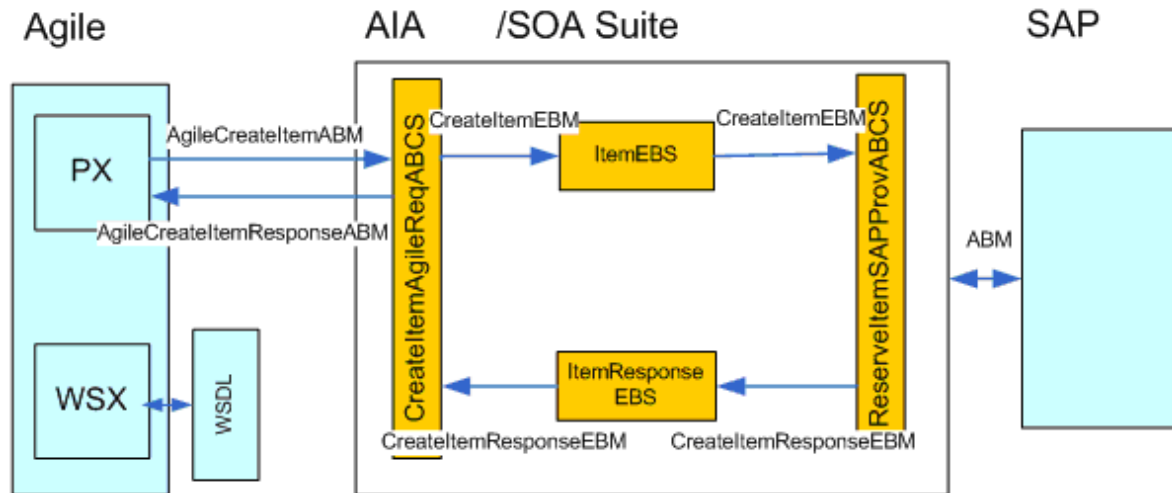 Agile
AIA /SOA Suite
SAP
PX
AgileCreateItemABM
AgileCreateItemResponseABM
WSX
WSDL
CreateItemAgileReqABCS
CreateItemEBM
ItemEBS
CreateItemEBM
ReserveItemSAPProvABCS
ItemResponse
EBS
CreateItemResponseEBM
CreateItemResponseEBM
ABM